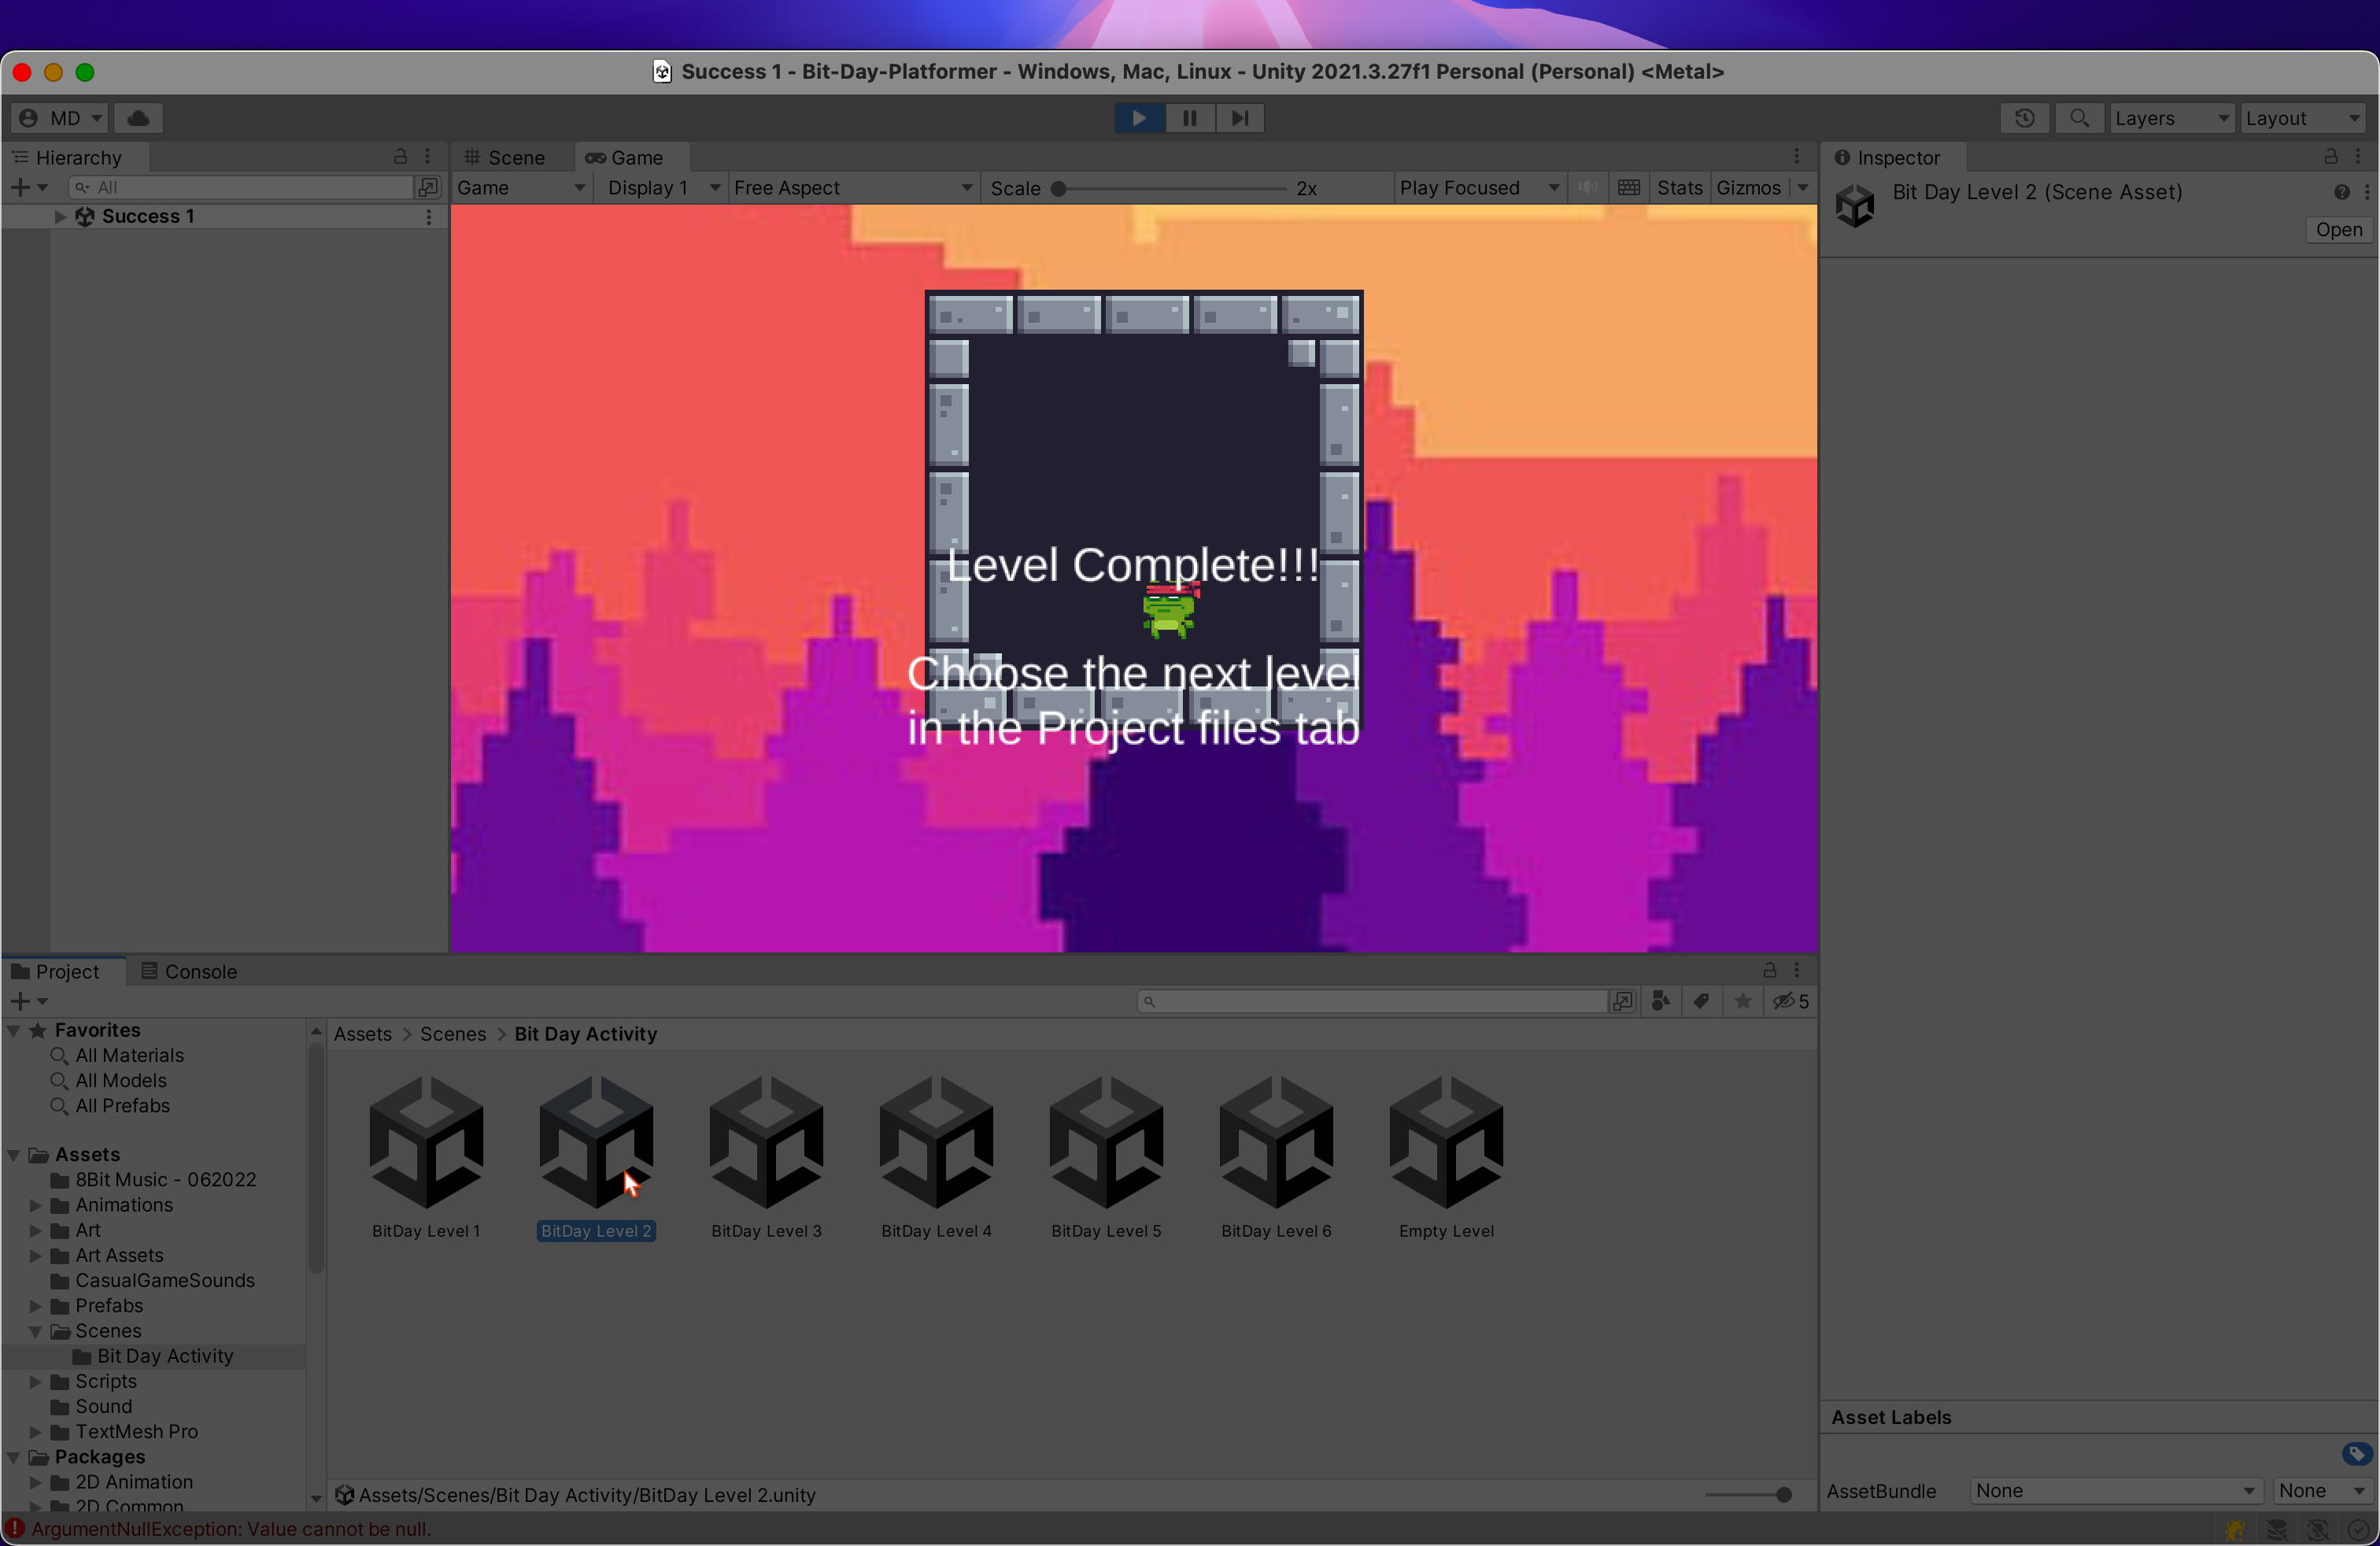 Success 1 - Bit-Day-Platformer - Windows, Mac, Linux - Unity 2021.3.27f1 Personal (Personal) <Metal>
MD
Layers
Layout
Hierarchy
Scene
Game
Inspector
All
Game
Display 1
Free Aspect
Scale
2x
Play Focused
Stats
Gizmos
Bit Day Level 2 (Scene Asset)
Open
Success 1
Level Complete!!!
Choose the next level
in the Project files tab
Project
Console
5
Favorites
All Materials
All Models
All Prefabs
Assets
8Bit Music - 062022
Animations
Art
Art Assets
CasualGameSounds
Prefabs
Scenes
Bit Day Activity
Scripts
Sound
TextMesh Pro
Packages
2D Animation
2D Common
Assets > Scenes > Bit Day Activity
BitDay Level 1
BitDay Level 2
BitDay Level 3
BitDay Level 4
BitDay Level 5
BitDay Level 6
Empty Level
Assets/Scenes/Bit Day Activity/BitDay Level 2.unity
Asset Labels
AssetBundle
None
None
ArgumentNullException: Value cannot be null.